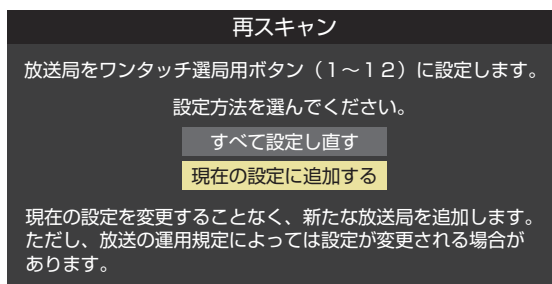 再スキャン
放送局をワンタッチ選局用ボタン（１～１２）に設定します。
設定方法を選んでください。
すべて設定し直す
現在の設定に追加する
現在の設定を変更することなく、新たな放送局を追加します。
ただし、放送の運用規定によっては設定が変更される場合が
あります。